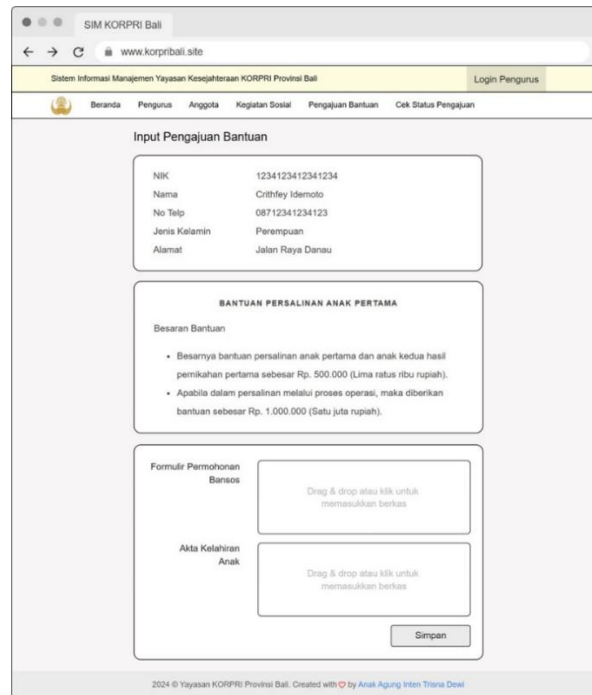 SIM KORPRI Bali
www.korpribali.site
Sistem Informasi Manajemen Yayasan Kesejahteraan KORPRI Provinsi Bali
Login Pengurus
Beranda Pengurus Anggota Kegiatan Sosial Pengajuan Bantuan Cek Status Pengajuan
Input Pengajuan Bantuan
NIK 1234123412341234
Nama Crithfey Idemoto
No Telp 08712341234123
Jenis Kelamin Perempuan
Alamat Jalan Raya Danau
BANTUAN PERSALINAN ANAK PERTAMA
Besaran Bantuan
• Besarnya bantuan persalinan anak pertama dan anak kedua hasil
pernikahan pertama sebesar Rp. 500.000 (Lima ratus ribu rupiah).
• Apabila dalam persalinan melalui proses operasi, maka diberikan
bantuan sebesar Rp. 1.000.000 (Satu juta rupiah).
Formulir Permohonan
Bansos
Drag & drop atau klik untuk
memasukkan berkas
Akta Kelahiran
Anak
Drag & drop atau klik untuk
memasukkan berkas
Simpan
2024 © Yayasan KORPRI Provinsi Bali. Created with ♡ by Anak Agung Inten Trisna Dewi